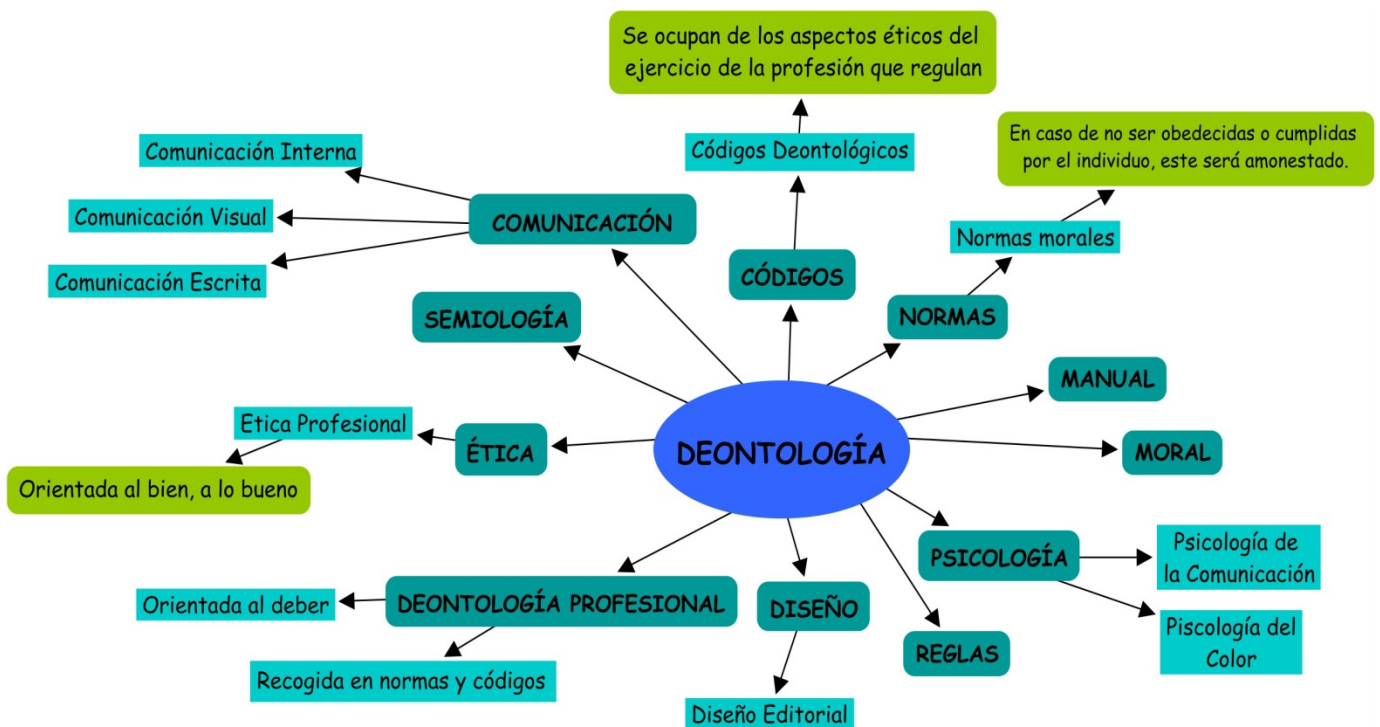 Se ocupan de los aspectos éticos del
ejercicio de la profesión que regulan
Códigos Deontológicos
CÓDIGOS
En caso de no ser obedecidas o cumplidas
por el individuo, este será amonestado.
Normas morales
NORMAS
Comunicación Interna
Comunicación Visual
Comunicación Escrita
COMUNICACIÓN
SEMIOLOGÍA
MANUAL
MORAL
DEONTOLOGÍA
Etica Profesional
ÉTICA
Orientada al bien, a lo bueno
PSICOLOGÍA
Psicología de
la Comunicación
Piscología del
Color
DEONTOLOGÍA PROFESIONAL
Orientada al deber
Recogida en normas y códigos
DISEÑO
Diseño Editorial
REGLAS